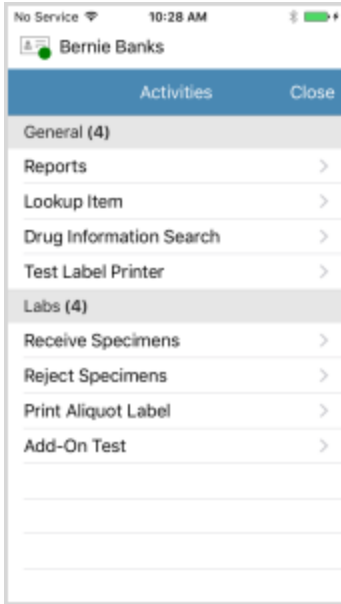 No Service 10:28 AM
Bernie Banks
Activities Close
General (4)
Reports
Lookup Item
Drug Information Search
Test Label Printer
Labs (4)
Receive Specimens
Reject Specimens
Print Aliquot Label
Add-On Test